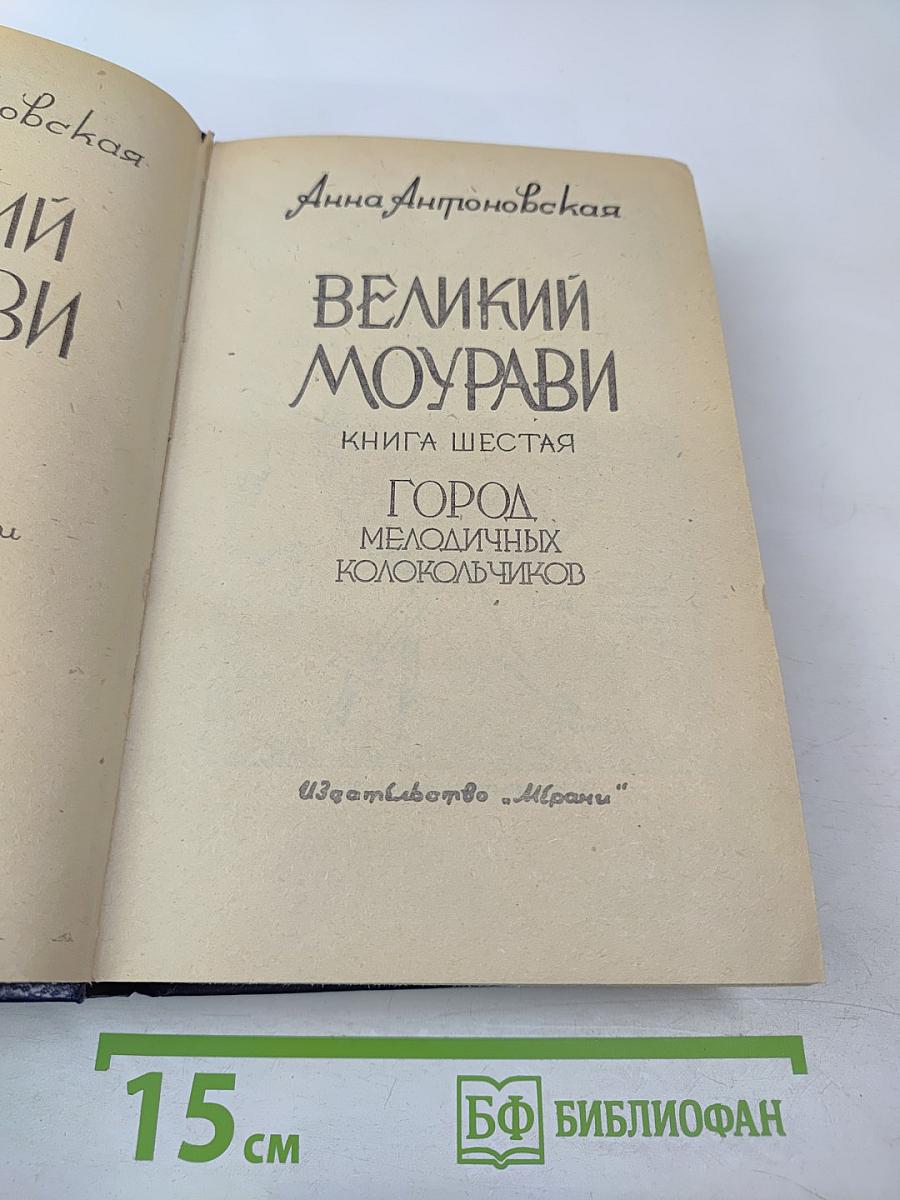 Анна Антоновская
ВЕЛИКИЙ
МОУРАВИ
КНИГА ШЕСТАЯ
ГОРОД
МЕЛОДИЧНЫХ
КОЛОКОЛЬЧИКОВ
Издательство „Мерани"
15 см
БФ БИБЛИОФАН